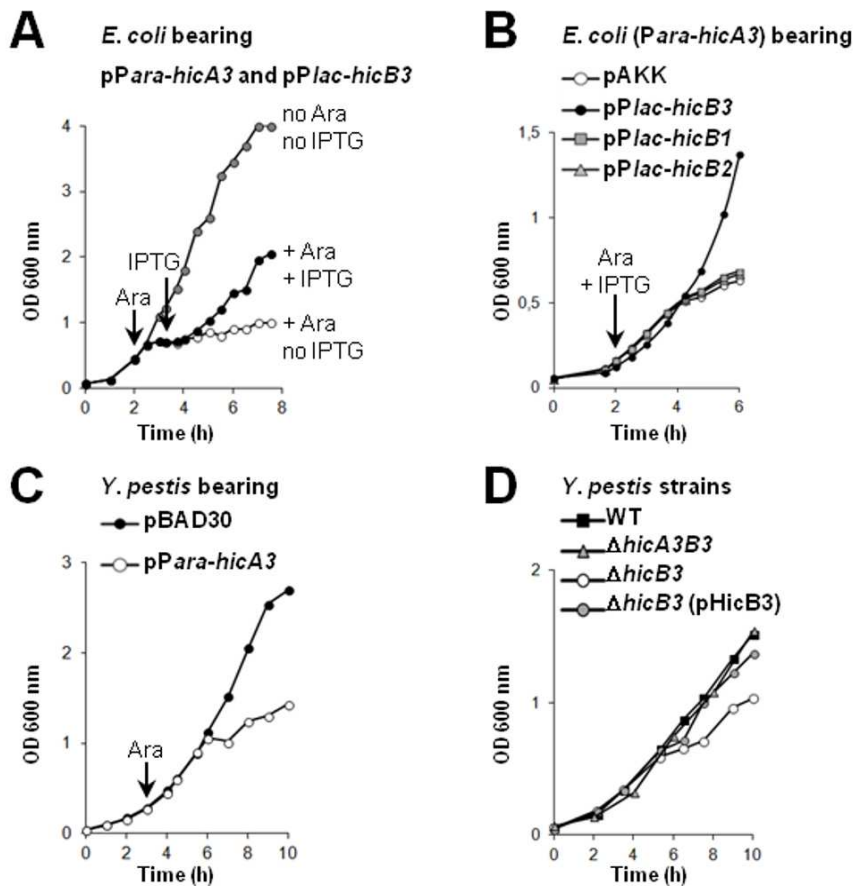 A
E. coli bearing
pPara-hicA3 and pPlac-hicB3
no Ara
no IPTG
IPTG
Ara
+ Ara
+ IPTG
+ Ara
no IPTG
OD 600 nm
4
3
2
1
0
0 2 4 6 8
Time (h)
B
E. coli (Para-hicA3) bearing
pAKK
pPlac-hicB3
pPlac-hicB1
pPlac-hicB2
Ara
+ IPTG
OD 600 nm
1,5
1
0,5
0
0 2 4 6
Time (h)
C
Y. pestis bearing
pBAD30
pPara-hicA3
Ara
OD 600 nm
3
2
1
0
0 2 4 6 8 10
Time (h)
D
Y. pestis strains
WT
ΔhicA3B3
ΔhicB3
ΔhicB3 (pHicB3)
OD 600 nm
2
1
0
0 2 4 6 8 10
Time (h)